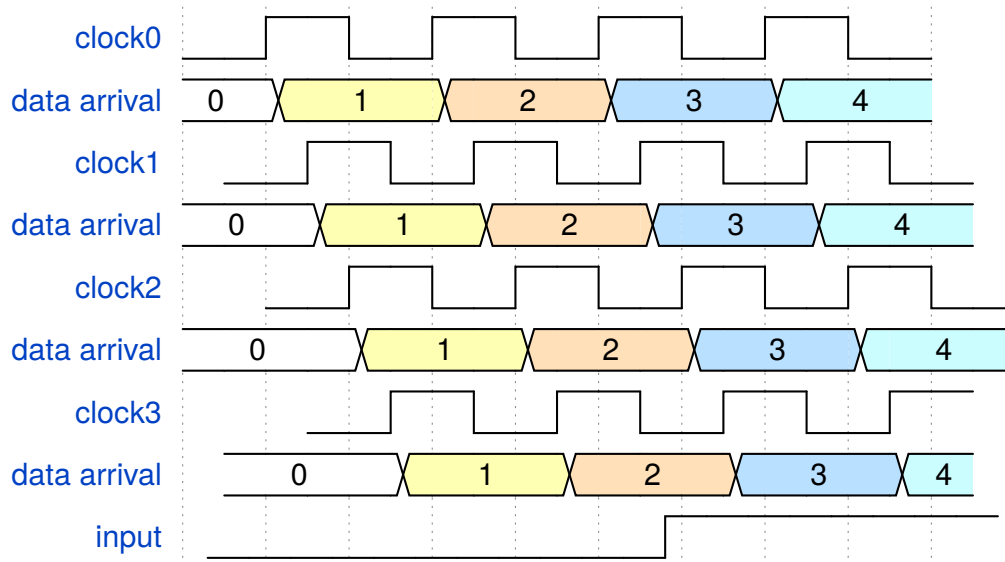 clock0
data arrival 0 1 2 3 4
clock1
data arrival 0 1 2 3 4
clock2
data arrival 0 1 2 3 4
clock3
data arrival 0 1 2 3 4
input